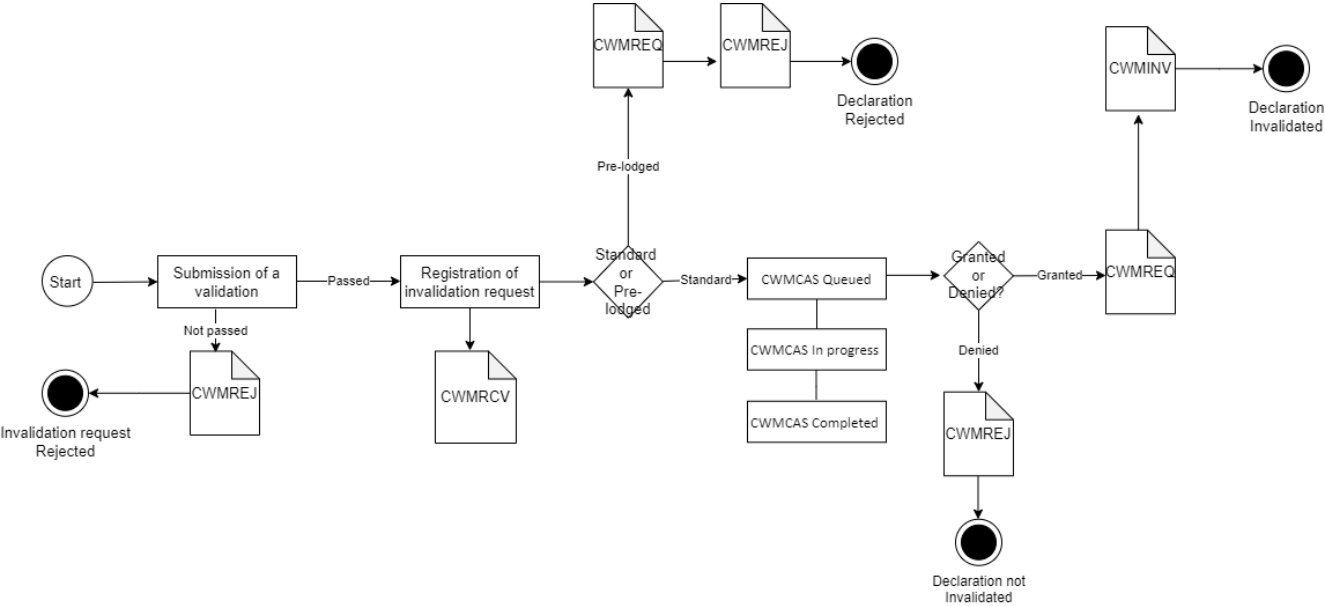 CWMREQ
CWMREJ
Declaration
Rejected
CWMINV
Declaration
Invalidated
Pre-lodged
Start
Submission of a
validation
Passed
Registration of
invalidation request
Standard
or
Pre-
lodged
Standard
CWMCAS Queued
Granted
or
Denied?
Granted
CWMREQ
Not passed
CWMREJ
Invalidation request
Rejected
CWMRCV
CWMCAS In progress
CWMCAS Completed
Denied
CWMREJ
Declaration not
Invalidated